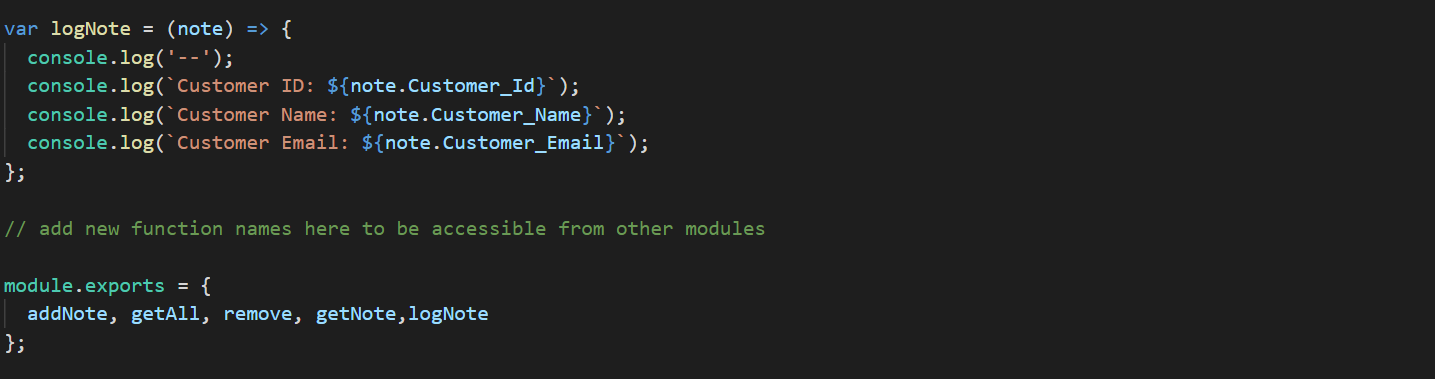 var logNote = (note) => {
  console.log('--');
  console.log(`Customer ID: ${note.Customer_Id}`);
  console.log(`Customer Name: ${note.Customer_Name}`);
  console.log(`Customer Email: ${note.Customer_Email}`);
};
// add new function names here to be accessible from other modules
module.exports = {
  addNote, getAll, remove, getNote,logNote
};